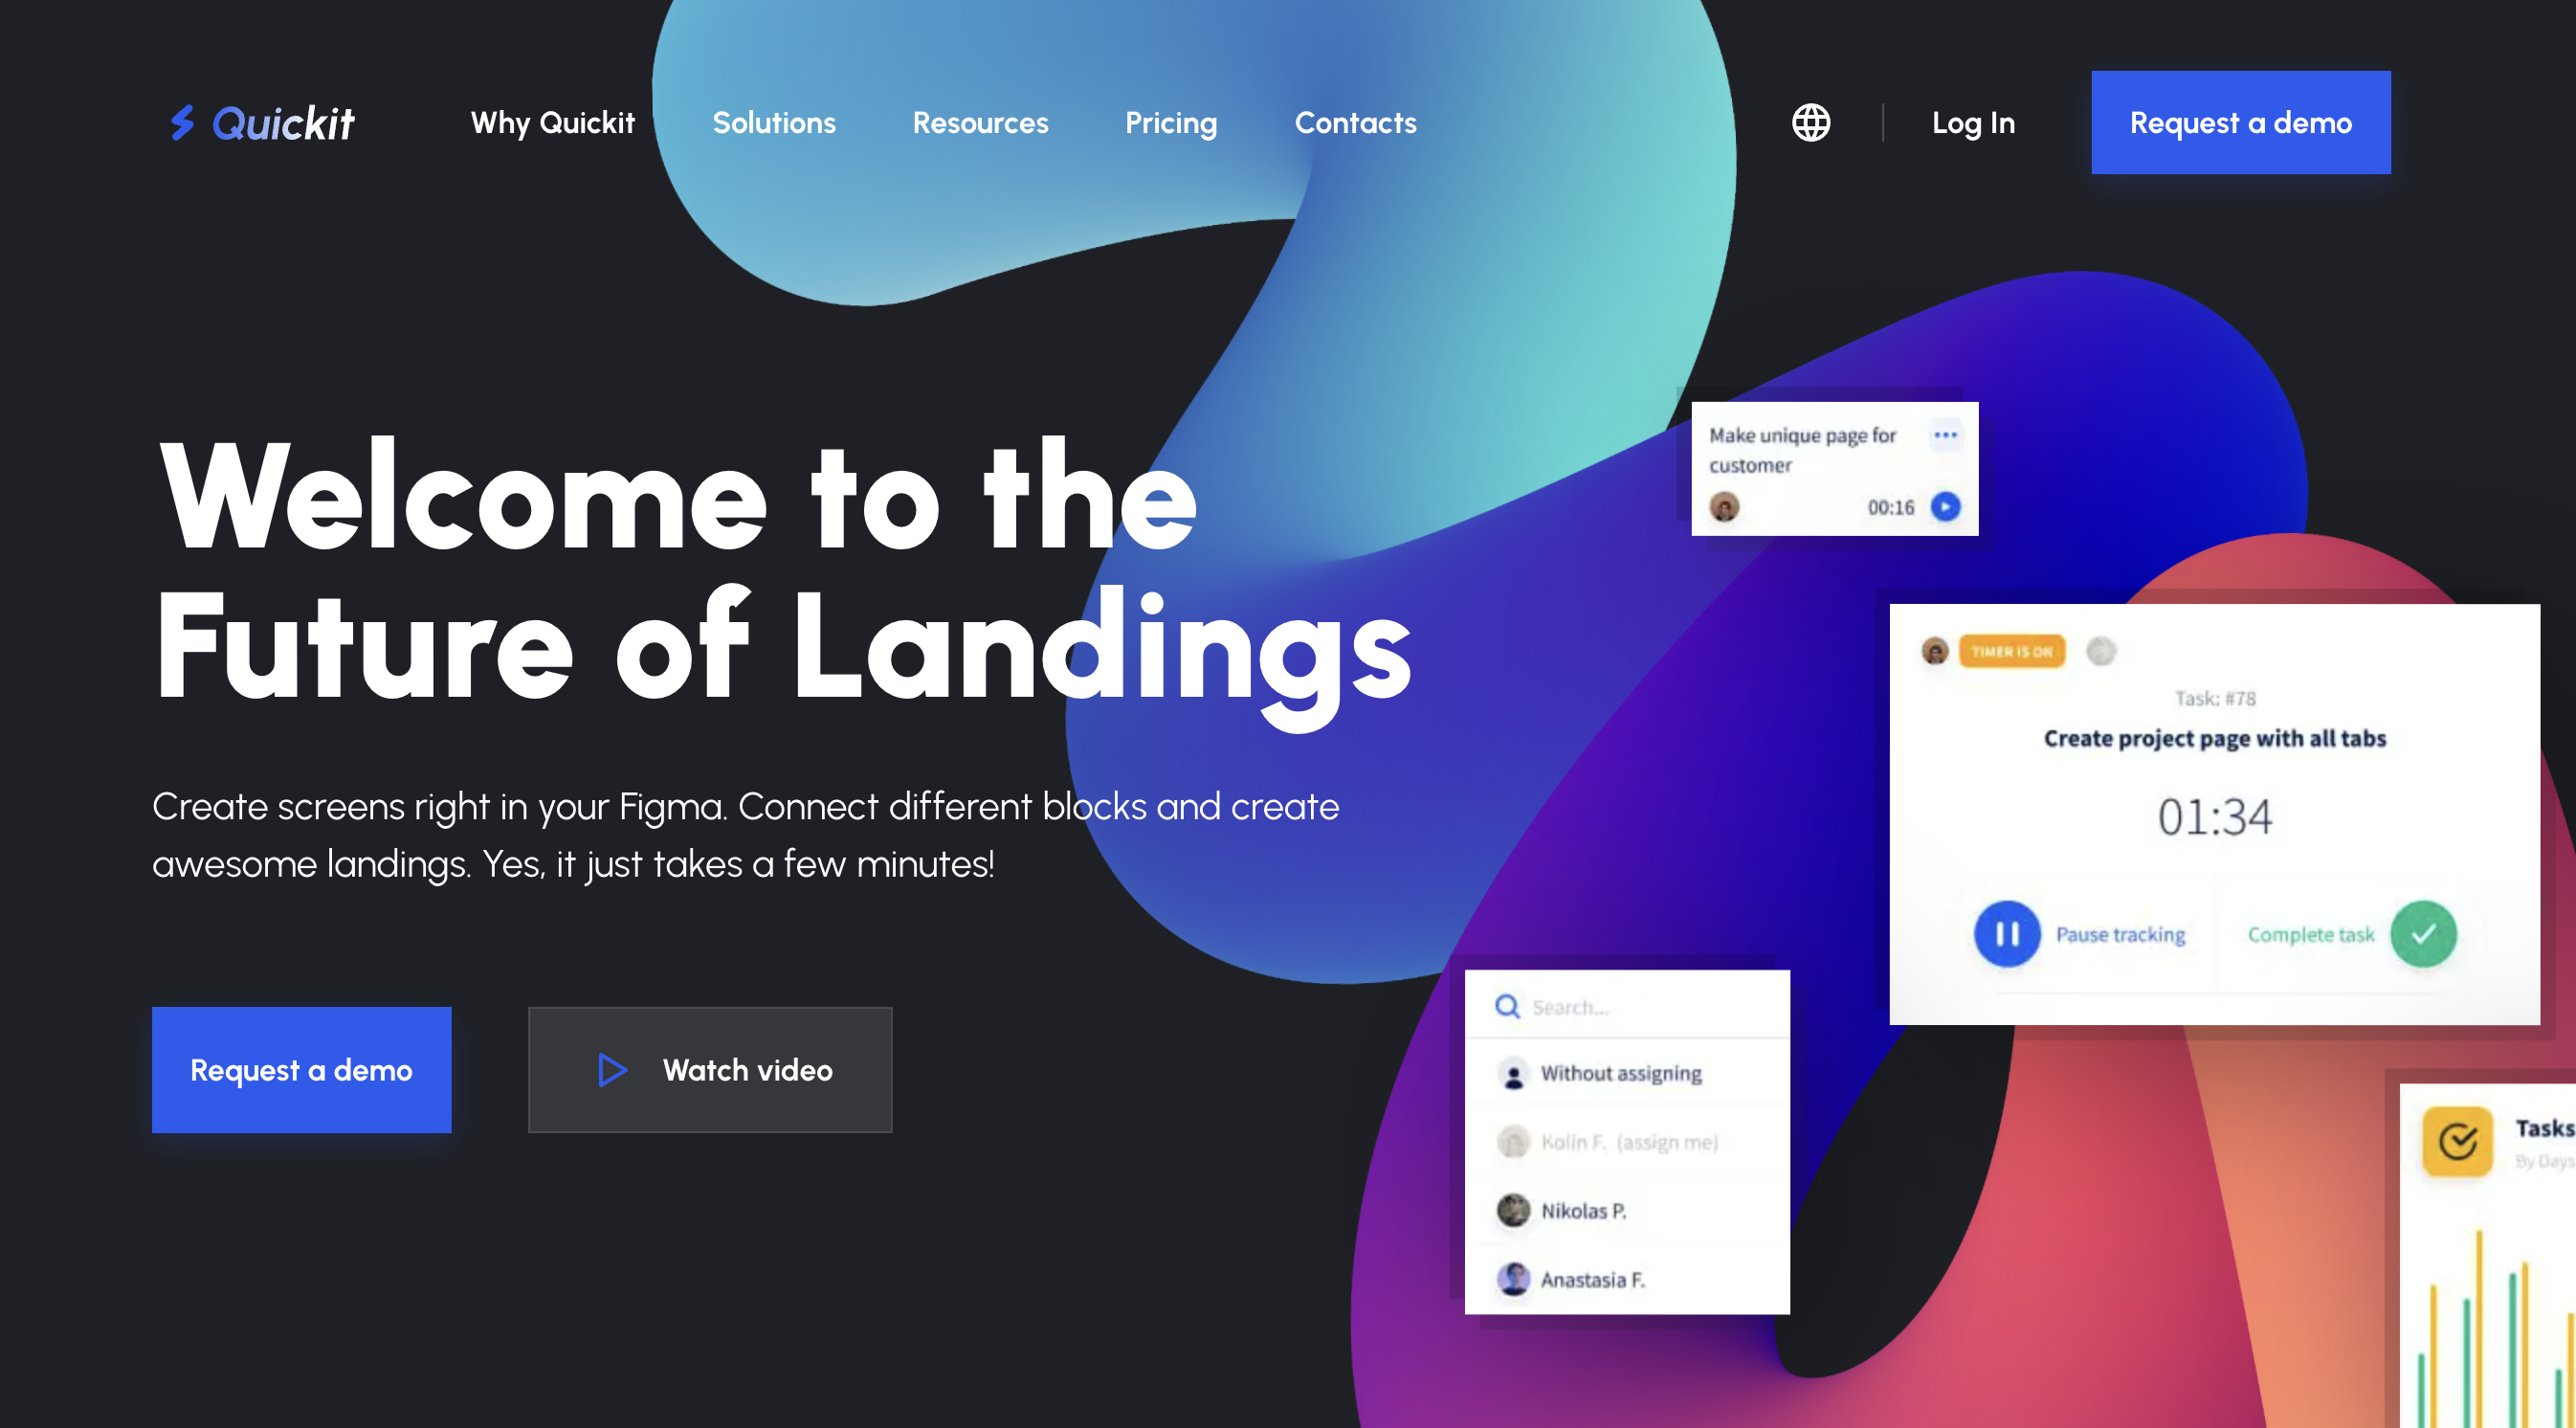 Quickit
Why Quickit
Solutions
Resources
Pricing
Contacts
Log In
Request a demo
Welcome to the
Future of Landings
Create screens right in your Figma. Connect different blocks and create
awesome landings. Yes, it just takes a few minutes!
Request a demo
Watch video
Make unique page for
customer
00:16
TIMER IS ON
Task: #78
Create project page with all tabs
01:34
Pause tracking
Complete task
Search...
Without assigning
Kolin F. (assign me)
Nikolas P.
Anastasia F.
Tasks
By Days